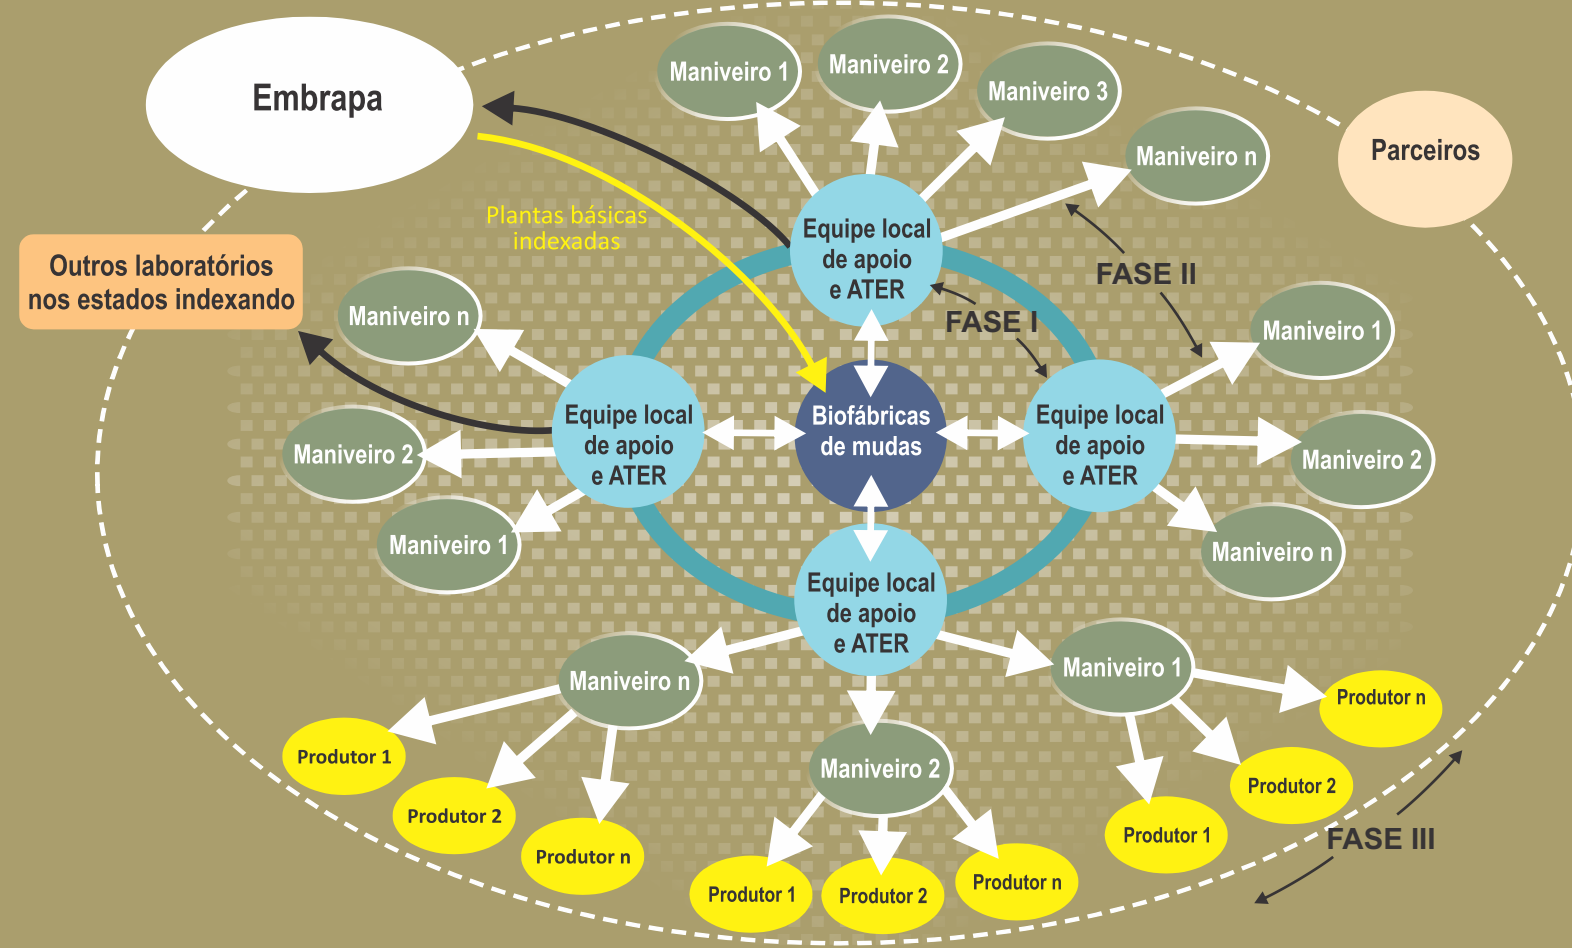 Embrapa
Maniveiro 1
Maniveiro 2
Maniveiro 3
Maniveiro n
Parceiros
Plantas básicas
indexadas
Equipe local
de apoio
e ATER
Outros laboratórios
nos estados indexando
FASE II
FASE I
Maniveiro n
Maniveiro 2
Maniveiro 1
Equipe local
de apoio
e ATER
Biofábricas
de mudas
Equipe local
de apoio
e ATER
Maniveiro 1
Maniveiro 2
Maniveiro n
Equipe local
de apoio
e ATER
Maniveiro n
Maniveiro 2
Maniveiro 1
Produtor 1
Produtor 2
Produtor n
Produtor 1
Produtor 2
Produtor n
Produtor 1
Produtor 2
Produtor n
FASE III